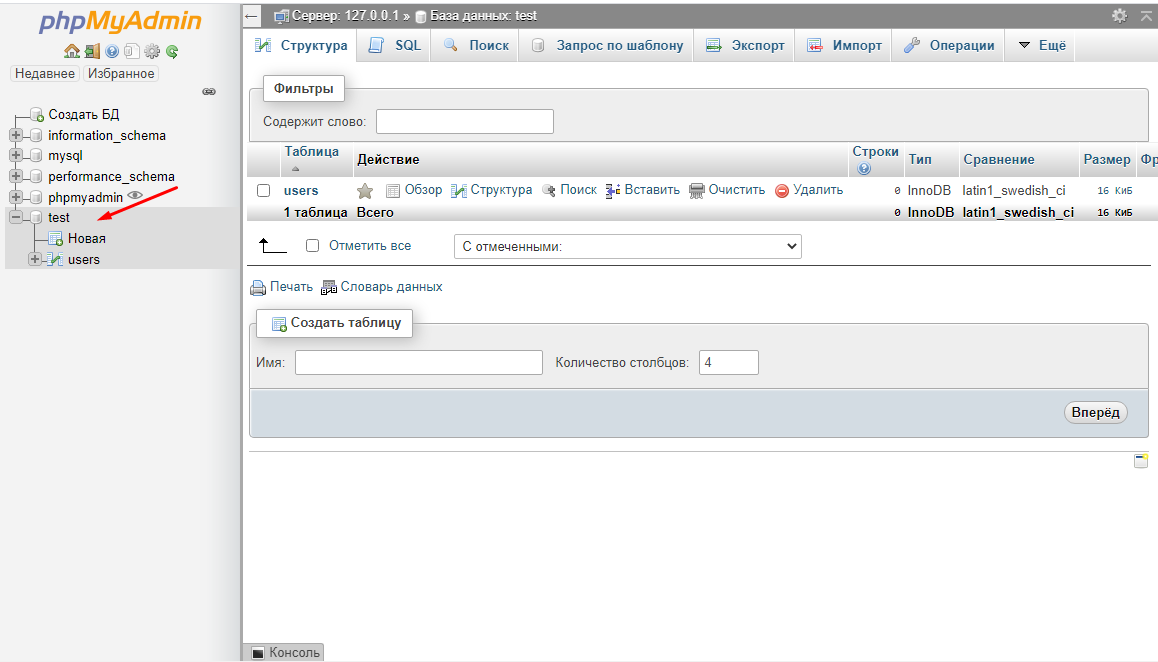 phpMyAdmin
Недавнее Избранное
Создать БД
information_schema
mysql
performance_schema
phpmyadmin
test
Новая
users
Сервер: 127.0.0.1 » База данных: test
Структура SQL Поиск Запрос по шаблону Экспорт Импорт Операции Ещё
Фильтры
Содержит слово:
Таблица Действие Строки Тип Сравнение Размер Фр
users Обзор Структура Поиск Вставить Очистить Удалить 0 InnoDB latin1_swedish_ci 16 КиБ
1 таблица Всего 0 InnoDB latin1_swedish_ci 16 КиБ
Отметить все С отмеченными:
Печать Словарь данных
Создать таблицу
Имя: Количество столбцов: 4
Вперёд
Консоль